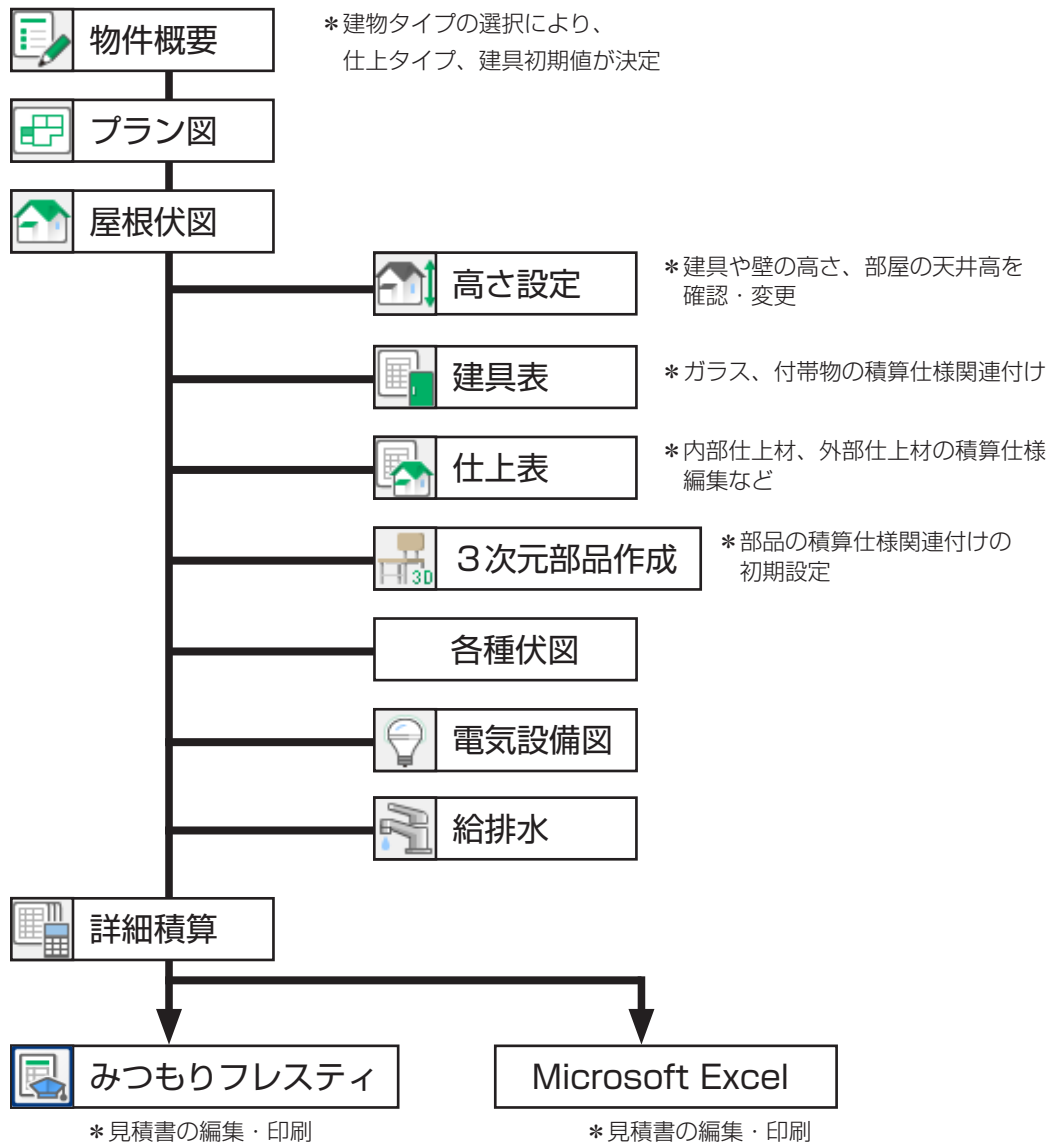 物件概要
＊建物タイプの選択により、
仕上タイプ、建具初期値が決定
プラン図
屋根伏図
高さ設定
＊建具や壁の高さ、部屋の天井高を
確認・変更
建具表
＊ガラス、付帯物の積算仕様関連付け
仕上表
＊内部仕上材、外部仕上材の積算仕様
編集など
3D
３次元部品作成
＊部品の積算仕様関連付けの
初期設定
各種伏図
電気設備図
給排水
詳細積算
みつもりフレスティ
＊見積書の編集・印刷
Microsoft Excel
＊見積書の編集・印刷